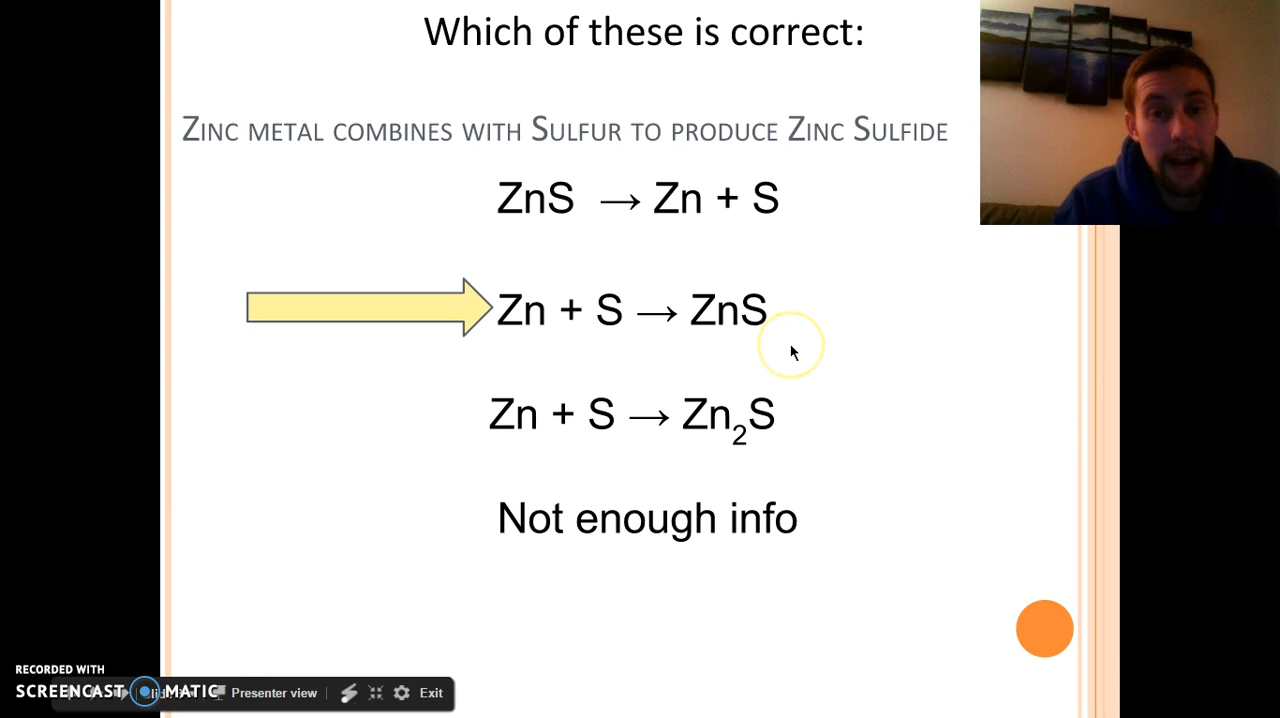 Which of these is correct:
Zinc metal combines with Sulfur to produce Zinc Sulfide
ZnS → Zn + S
Zn + S → ZnS
Zn + S → Zn₂S
Not enough info
RECORDED WITH
SCREENCAST MATIC
Presenter view
Exit